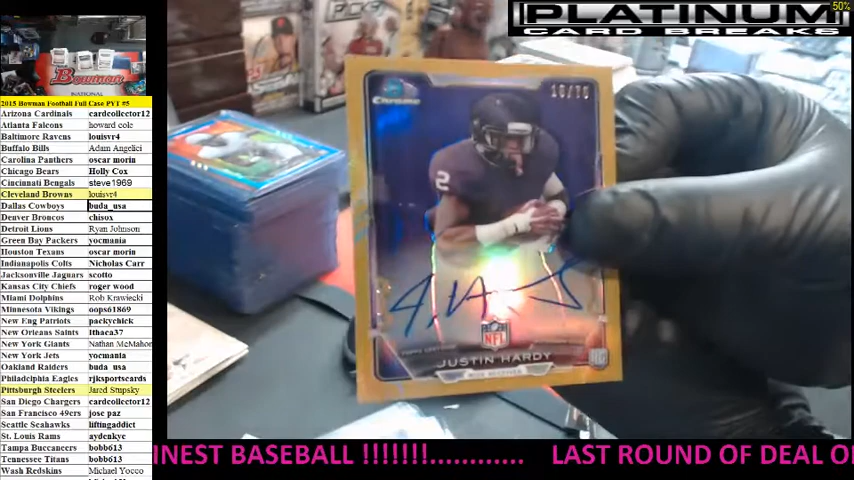 50%
PLATINUM
CARD BREAKS
Bowman
NATIONAL
2015 Bowman Football Full Case PYT #5
Arizona Cardinals cardcollector12
Atlanta Falcons howard cole
Baltimore Ravens louisvr4
Buffalo Bills Adam Angelici
Carolina Panthers oscar morin
Chicago Bears Holly Cox
Cincinnati Bengals steve1969
Cleveland Browns louisvr4
Dallas Cowboys buda_usa
Denver Broncos chisox
Detroit Lions Ryan Johnson
Green Bay Packers yocmania
Houston Texans oscar morin
Indianapolis Colts Nicholas Carr
Jacksonville Jaguars scotto
Kansas City Chiefs roger wood
Miami Dolphins Rob Krawiecki
Minnesota Vikings oops61869
New Eng Patriots packychick
New Orleans Saints Ithaca37
New York Giants Nathan McMahon
New York Jets yocmania
Oakland Raiders buda_usa
Philadelphia Eagles rjksportscards
Pittsburgh Steelers Jared Stupsky
San Diego Chargers cardcollector12
San Francisco 49ers jose paz
Seattle Seahawks liftingaddict
St. Louis Rams aydenkyc
Tampa Buccaneers bobb613
Tennessee Titans bobb613
Wash Redskins Michael Yocco
Chrome
2
NFL
JUSTIN HARDY
WIDE RECEIVER
RC
INEST BASEBALL !!!!!!!............ LAST ROUND OF DEAL O